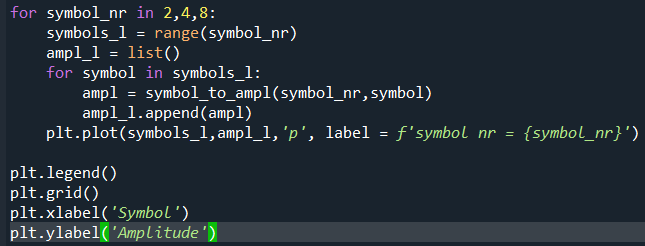 for symbol_nr in 2,4,8:
    symbols_l = range(symbol_nr)
    ampl_l = list()
    for symbol in symbols_l:
        ampl = symbol_to_ampl(symbol_nr,symbol)
        ampl_l.append(ampl)
    plt.plot(symbols_l,ampl_l,'p', label = f'symbol nr = {symbol_nr}')

plt.legend()
plt.grid()
plt.xlabel('Symbol')
plt.ylabel('Amplitude')